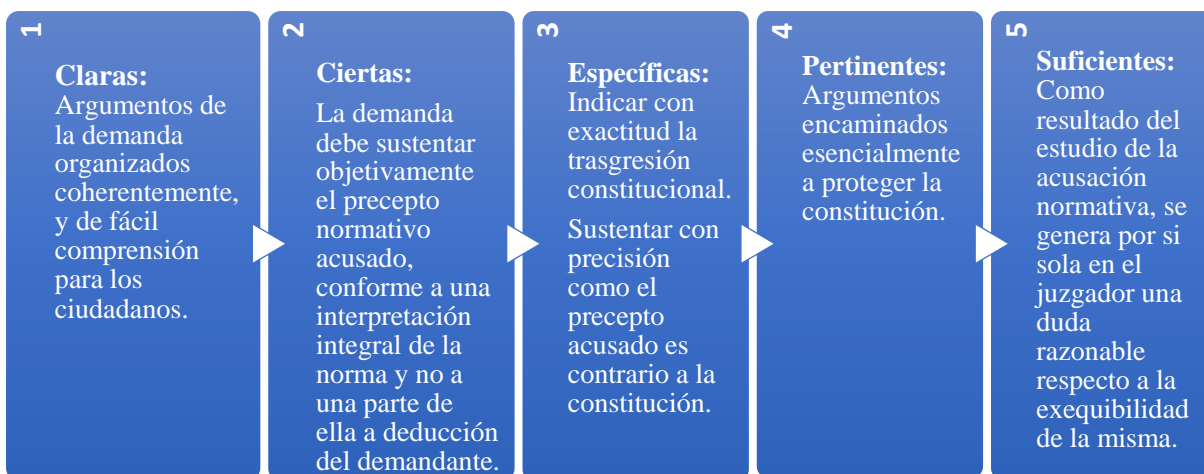 1
Claras:
Argumentos de
la demanda
organizados
coherentemente,
y de fácil
comprensión
para los
ciudadanos.
2
Ciertas:
La demanda
debe sustentar
objetivamente
el precepto
normativo
acusado,
conforme a una
interpretación
integral de la
norma y no a
una parte de
ella a deducción
del demandante.
3
Específicas:
Indicar con
exactitud la
trasgresión
constitucional.
Sustentar con
precisión
como el
precepto
acusado es
contrario a la
constitución.
4
Pertinentes:
Argumentos
encaminados
esencialmente
a proteger la
constitución.
5
Suficientes:
Como
resultado del
estudio de la
acusación
normativa, se
genera por si
sola en el
juzgador una
duda
razonable
respecto a la
exequibilidad
de la misma.